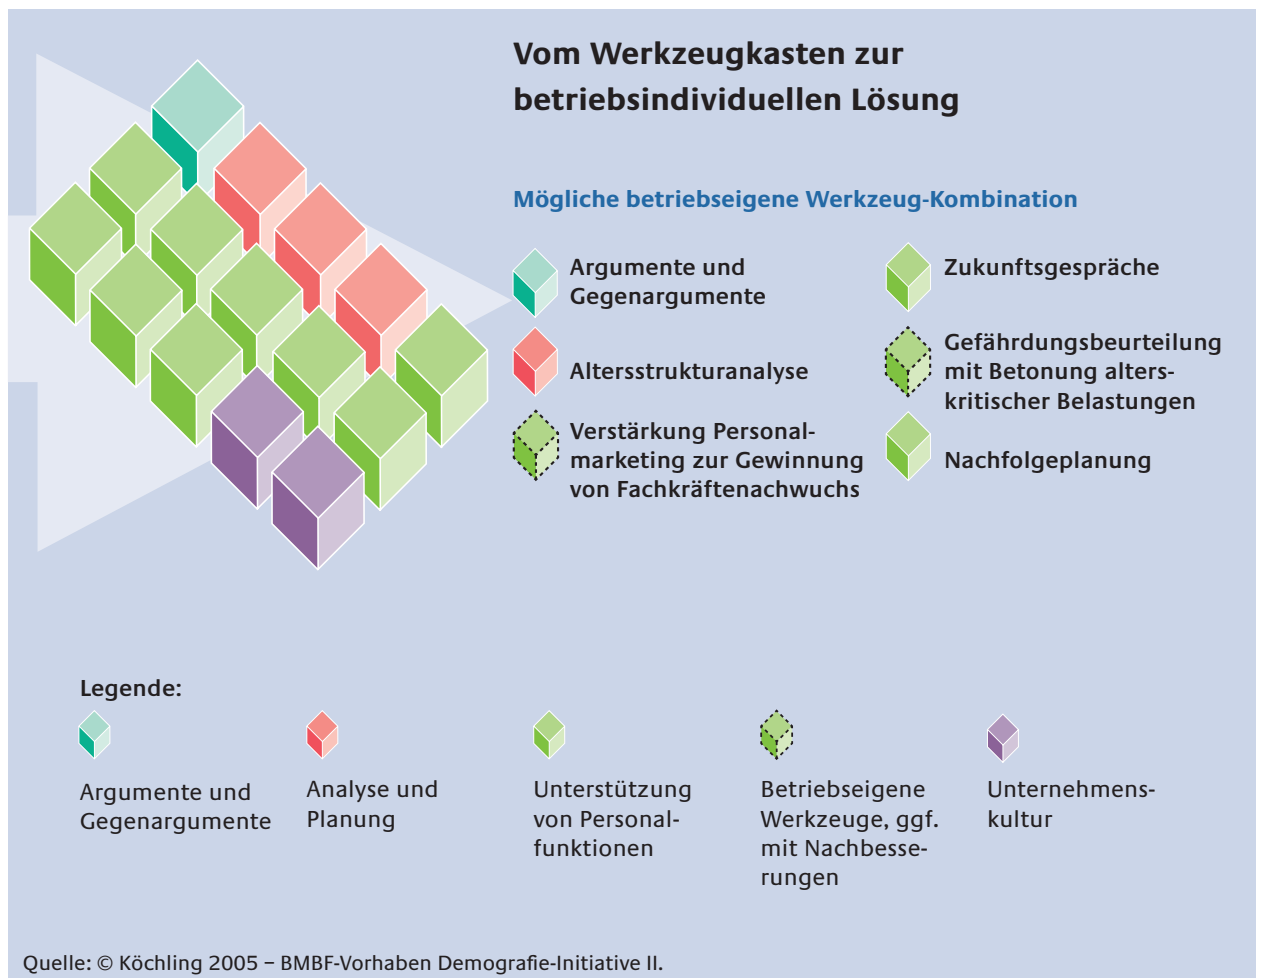 Vom Werkzeugkasten zur
betriebsindividuellen Lösung
Mögliche betriebseigene Werkzeug-Kombination
Argumente und
Gegenargumente
Altersstrukturanalyse
Verstärkung Personal-
marketing zur Gewinnung
von Fachkräftenachwuchs
Zukunftsgespräche
Gefährdungsbeurteilung
mit Betonung alters-
kritischer Belastungen
Nachfolgeplanung
Legende:
Argumente und
Gegenargumente
Analyse und
Planung
Unterstützung
von Personal-
funktionen
Betriebseigene
Werkzeuge, ggf.
mit Nachbesse-
rungen
Unternehmens-
kultur
Quelle: © Köchling 2005 – BMBF-Vorhaben Demografie-Initiative II.